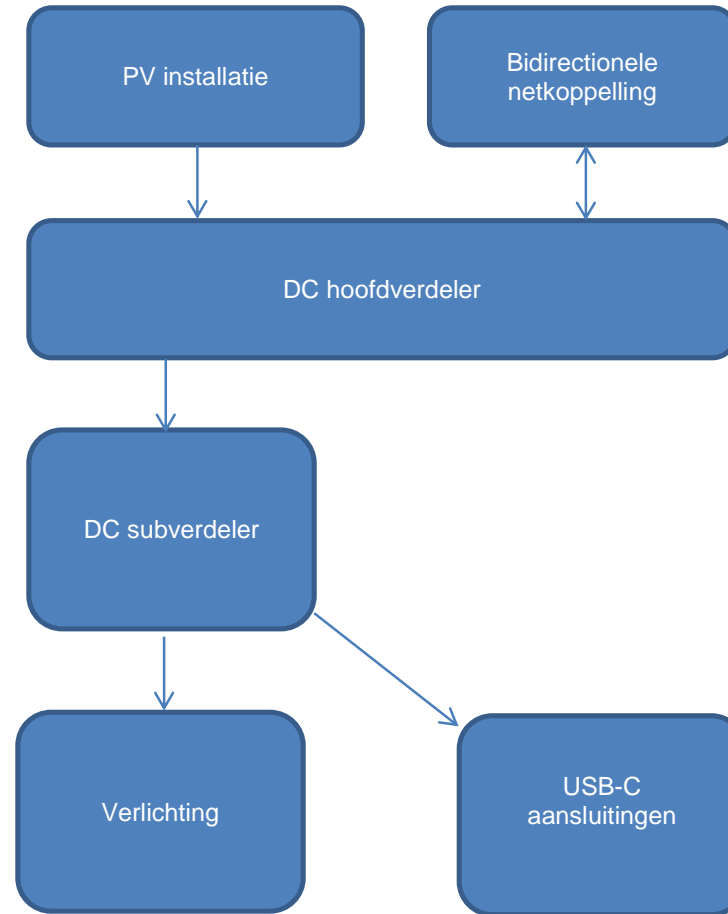 PV installatie
Bidirectionele
netkoppelling
DC hoofdverdeler
DC subverdeler
Verlichting
USB-C
aansluitingen